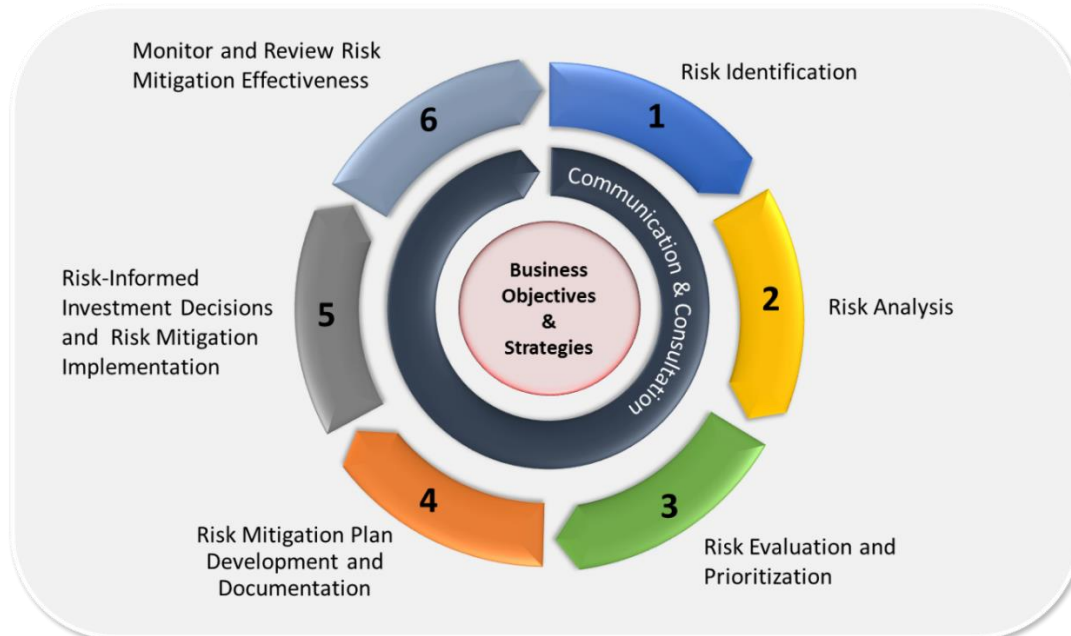 Monitor and Review Risk
Mitigation Effectiveness
6
1
Risk Identification
Communication & Consultation
Business
Objectives
&
Strategies
2
Risk Analysis
Risk-Informed
Investment Decisions
and Risk Mitigation
Implementation
5
4
3
Risk Mitigation Plan
Development and
Documentation
Risk Evaluation and
Prioritization